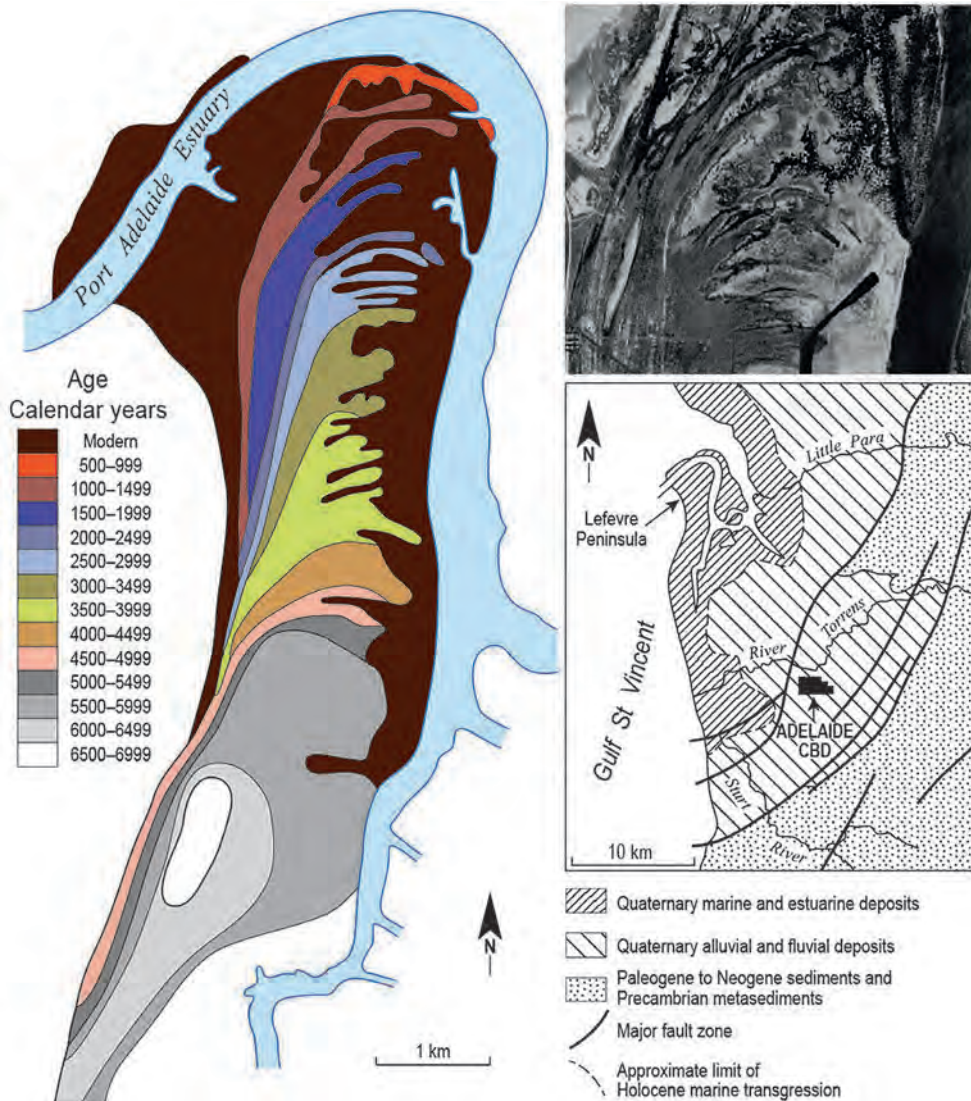 Port Adelaide Estuary
Age
Calendar years
Modern
500–999
1000–1499
1500–1999
2000–2499
2500–2999
3000–3499
3500–3999
4000–4499
4500–4999
5000–5499
5500–5999
6000–6499
6500–6999
N
1 km
N
Little Para
Lefevre
Peninsula
River Torrens
Gulf St Vincent
ADELAIDE
CBD
Sturt
River
10 km
Quaternary marine and estuarine deposits
Quaternary alluvial and fluvial deposits
Paleogene to Neogene sediments and
Precambrian metasediments
Major fault zone
Approximate limit of
Holocene marine transgression